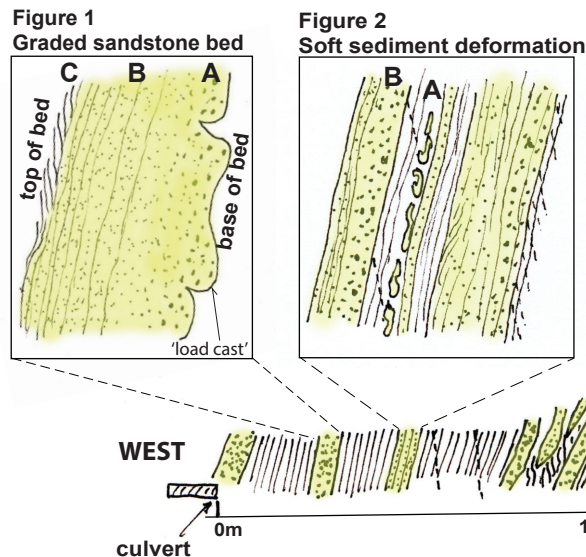 Figure 1
Graded sandstone bed
C B A
top of bed
base of bed
'load cast'
Figure 2
Soft sediment deformation
B A
WEST
culvert
0m
1